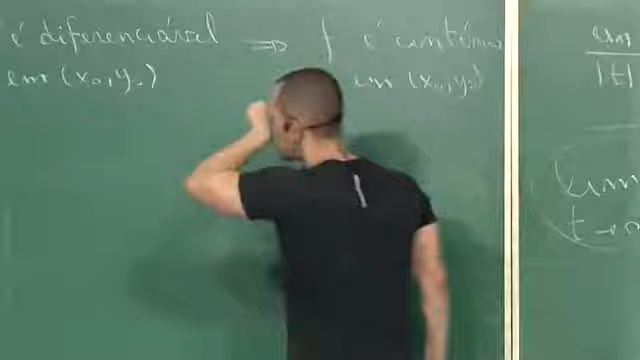 é diferenciável ⇒ f é contínua
em (x₀,y₀) em (x₀,y₀)
|t|
t→